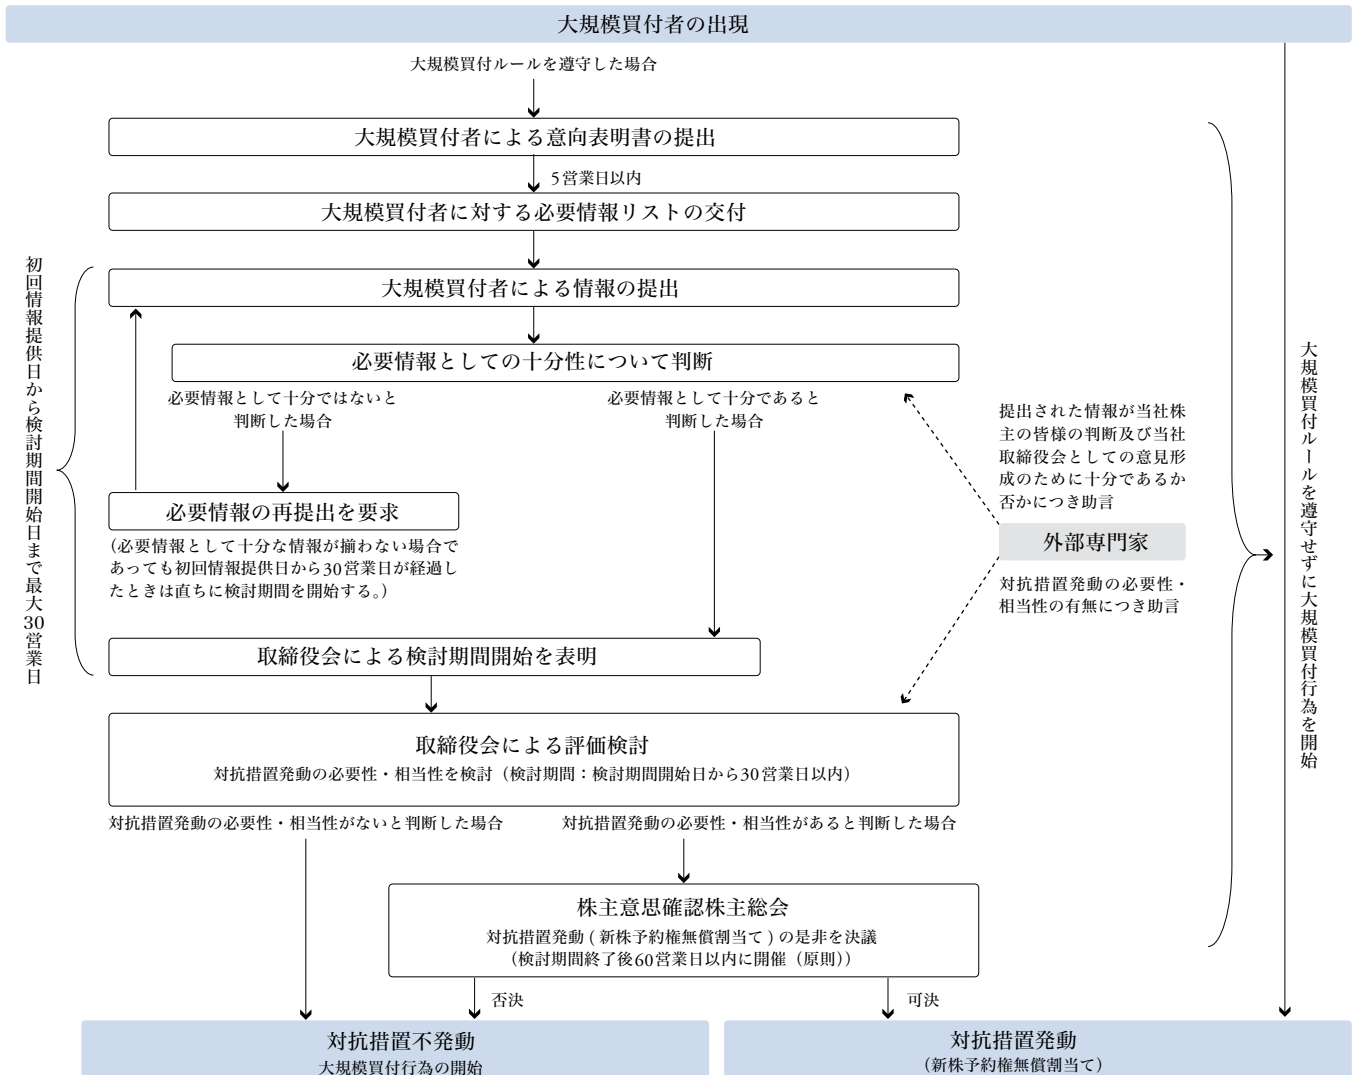 大規模買付者の出現
大規模買付ルールを遵守した場合
大規模買付者による意向表明書の提出
5営業日以内
大規模買付者に対する必要情報リストの交付
初回情報提供日から検討期間開始日まで最大30営業日
大規模買付者による情報の提出
必要情報としての十分性について判断
必要情報として十分ではないと
判断した場合
必要情報として十分であると
判断した場合
必要情報の再提出を要求
(必要情報として十分な情報が揃わない場合で
あっても初回情報提供日から30営業日が経過し
たときは直ちに検討期間を開始する。)
提出された情報が当社株
主の皆様の判断及び当社
取締役会としての意見形
成のために十分であるか
否かにつき助言
外部専門家
対抗措置発動の必要性・
相当性の有無につき助言
大規模買付ルールを遵守せずに大規模買付行為を開始
取締役会による検討期間開始を表明
取締役会による評価検討
対抗措置発動の必要性・相当性を検討（検討期間：検討期間開始日から30営業日以内）
対抗措置発動の必要性・相当性がないと判断した場合
対抗措置発動の必要性・相当性があると判断した場合
株主意思確認株主総会
対抗措置発動 ( 新株予約権無償割当て ) の是非を決議
（検討期間終了後60営業日以内に開催（原則））
否決
可決
対抗措置不発動
大規模買付行為の開始
対抗措置発動
（新株予約権無償割当て）